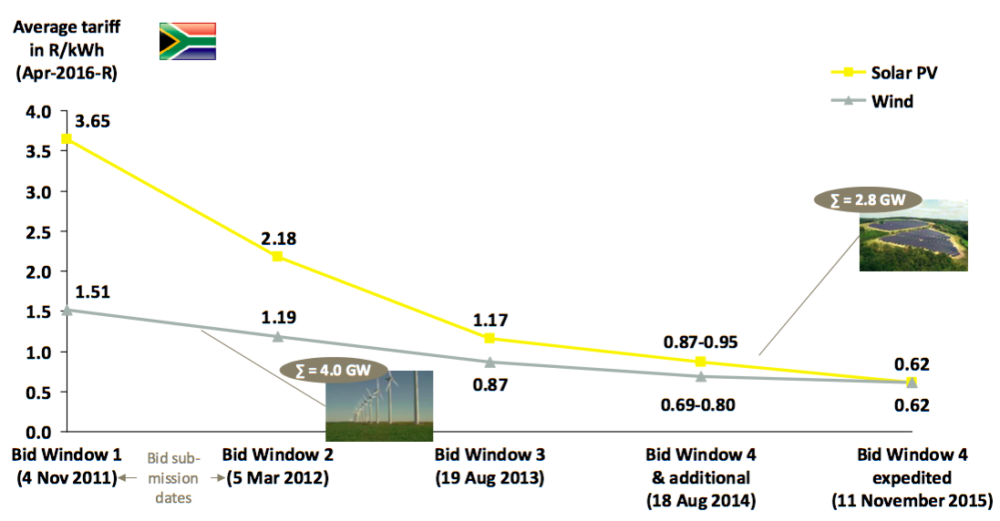 Average tariff
in R/kWh
(Apr-2016-R)
Solar PV
Wind
4.0
3.5
3.0
2.5
2.0
1.5
1.0
0.5
0.0
3.65
2.18
1.17
0.87-0.95
0.62
1.51
1.19
0.87
0.69-0.80
0.62
∑ = 2.8 GW
∑ = 4.0 GW
Bid Window 1
(4 Nov 2011)
Bid sub-
mission
dates
Bid Window 2
(5 Mar 2012)
Bid Window 3
(19 Aug 2013)
Bid Window 4
& additional
(18 Aug 2014)
Bid Window 4
expedited
(11 November 2015)